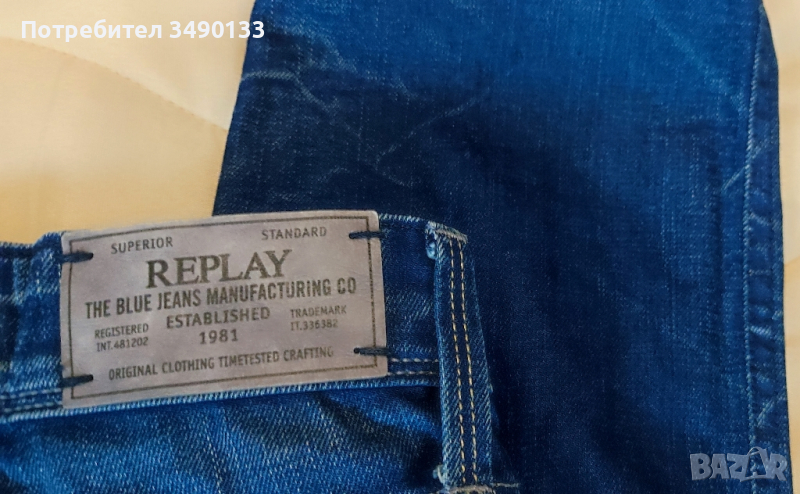 Потребител 3490133
SUPERIOR STANDARD
REPLAY
THE BLUE JEANS MANUFACTURING CO
REGISTERED ESTABLISHED TRADEMARK
INT.481202 1981 IT.336382
ORIGINAL CLOTHING TIMETESTED CRAFTING
BAZAR